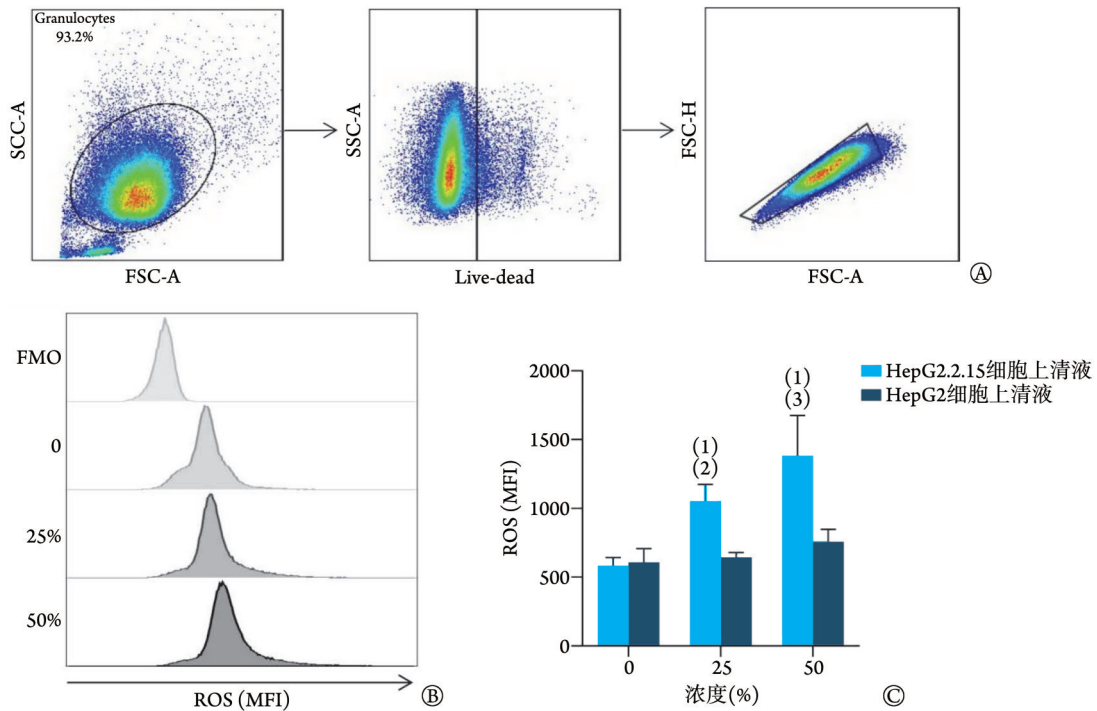 Granulocytes
93.2%
SCC-A
FSC-A
SSC-A
Live-dead
FSC-H
FSC-A
Ⓐ
FMO
0
25%
50%
ROS (MFI)
Ⓑ
HepG2.2.15细胞上清液
HepG2细胞上清液
ROS (MFI)
2000
1500
1000
500
0
(1)
(2)
(1)
(3)
0
25
50
浓度(%)
Ⓒ